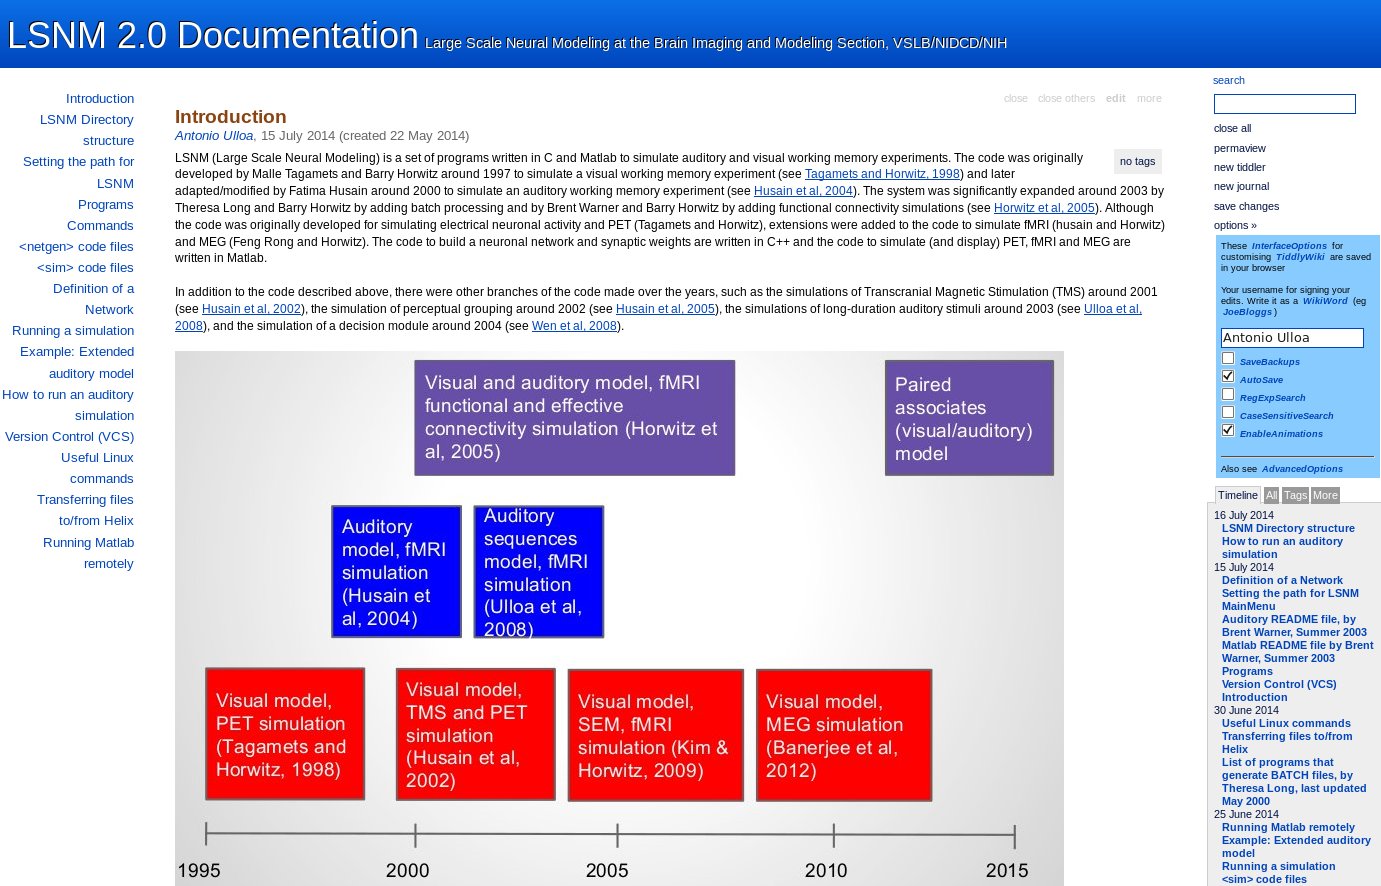 LSNM 2.0 Documentation Large Scale Neural Modeling at the Brain Imaging and Modeling Section, VSLB/NIDCD/NIH
Introduction
LSNM Directory
structure
Setting the path for
LSNM
Programs
Commands
<netgen> code files
<sim> code files
Definition of a
Network
Running a simulation
Example: Extended
auditory model
How to run an auditory
simulation
Version Control (VCS)
Useful Linux
commands
Transferring files
to/from Helix
Running Matlab
remotely
close close others edit more
Introduction
Antonio Ulloa, 15 July 2014 (created 22 May 2014)
no tags
LSNM (Large Scale Neural Modeling) is a set of programs written in C and Matlab to simulate auditory and visual working memory experiments. The code was originally
developed by Malle Tagamets and Barry Horwitz around 1997 to simulate a visual working memory experiment (see Tagamets and Horwitz, 1998) and later
adapted/modified by Fatima Husain around 2000 to simulate an auditory working memory experiment (see Husain et al, 2004). The system was significantly expanded around 2003 by
Theresa Long and Barry Horwitz by adding batch processing and by Brent Warner and Barry Horwitz by adding functional connectivity simulations (see Horwitz et al, 2005). Although
the code was originally developed for simulating electrical neuronal activity and PET (Tagamets and Horwitz), extensions were added to the code to simulate fMRI (husain and Horwitz)
and MEG (Feng Rong and Horwitz). The code to build a neuronal network and synaptic weights are written in C++ and the code to simulate (and display) PET, fMRI and MEG are
written in Matlab.
In addition to the code described above, there were other branches of the code made over the years, such as the simulations of Transcranial Magnetic Stimulation (TMS) around 2001
(see Husain et al, 2002), the simulation of perceptual grouping around 2002 (see Husain et al, 2005), the simulations of long-duration auditory stimuli around 2003 (see Ulloa et al,
2008), and the simulation of a decision module around 2004 (see Wen et al, 2008).
Visual and auditory model, fMRI
functional and effective
connectivity simulation (Horwitz et
al, 2005)
Paired
associates
(visual/auditory)
model
Auditory
model, fMRI
simulation
(Husain et
al, 2004)
Auditory
sequences
model, fMRI
simulation
(Ulloa et al,
2008)
Visual model,
PET simulation
(Tagamets and
Horwitz, 1998)
Visual model,
TMS and PET
simulation
(Husain et al,
2002)
Visual model,
SEM, fMRI
simulation (Kim &
Horwitz, 2009)
Visual model,
MEG simulation
(Banerjee et al,
2012)
1995 2000 2005 2010 2015
search
close all
permaview
new tiddler
new journal
save changes
options »
These InterfaceOptions for
customising TiddlyWiki are saved
in your browser
Your username for signing your
edits. Write it as a WikiWord (eg
JoeBloggs)
Antonio Ulloa
SaveBackups
AutoSave
RegExpSearch
CaseSensitiveSearch
EnableAnimations
Also see AdvancedOptions
Timeline All Tags More
16 July 2014
LSNM Directory structure
How to run an auditory
simulation
15 July 2014
Definition of a Network
Setting the path for LSNM
MainMenu
Auditory README file, by
Brent Warner, Summer 2003
Matlab README file by Brent
Warner, Summer 2003
Programs
Version Control (VCS)
Introduction
30 June 2014
Useful Linux commands
Transferring files to/from
Helix
List of programs that
generate BATCH files, by
Theresa Long, last updated
May 2000
25 June 2014
Running Matlab remotely
Example: Extended auditory
model
Running a simulation
<sim> code files